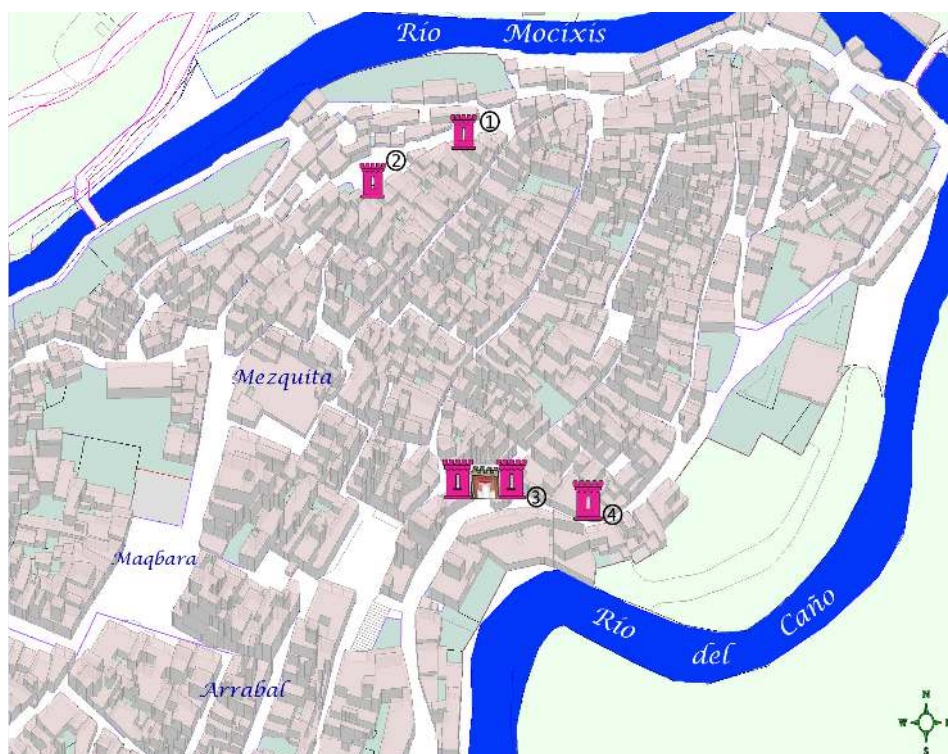 Río Mocixis
①
②
Mezquita
③
④
Maqbara
Río del Caño
Arrabal
N
W E
S